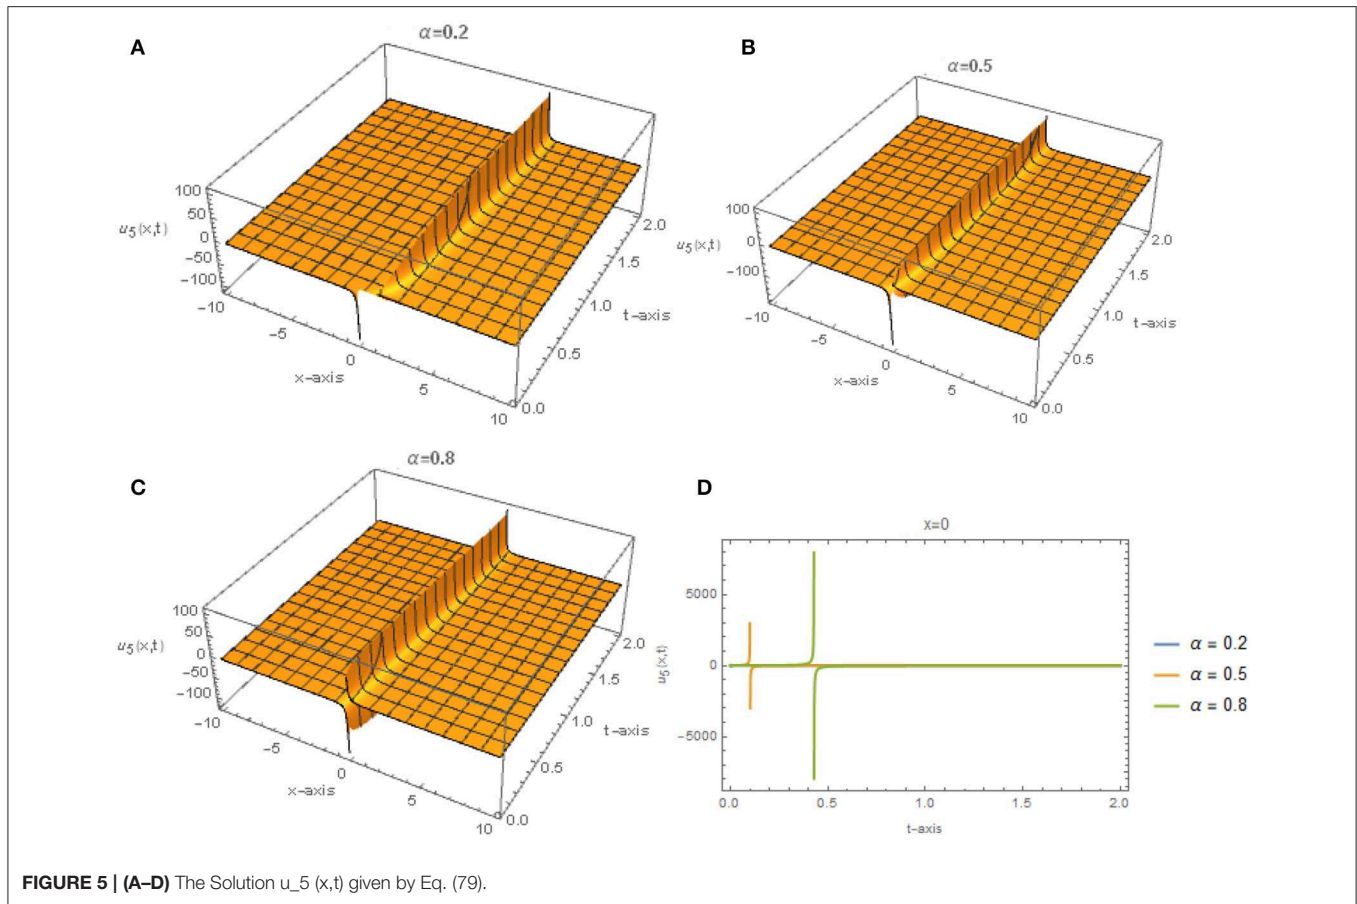 A
α=0.2
100
50
0
−50
−100
u5(x,t)
−10
−5
0
5
10
x−axis
0.0
0.5
1.0
1.5
2.0
t−axis
B
α=0.5
100
0
−100
u5(x,t)
−10
−5
0
5
10
x−axis
0.0
0.5
1.0
1.5
2.0
t−axis
C
α=0.8
100
50
0
−50
−100
u5(x,t)
−10
−5
0
5
10
x−axis
0.0
0.5
1.0
1.5
2.0
t−axis
D
x=0
5000
0
−5000
u5(x,t)
0.0 0.5 1.0 1.5 2.0
t−axis
α = 0.2
α = 0.5
α = 0.8
FIGURE 5 | (A–D) The Solution u_5 (x,t) given by Eq. (79).